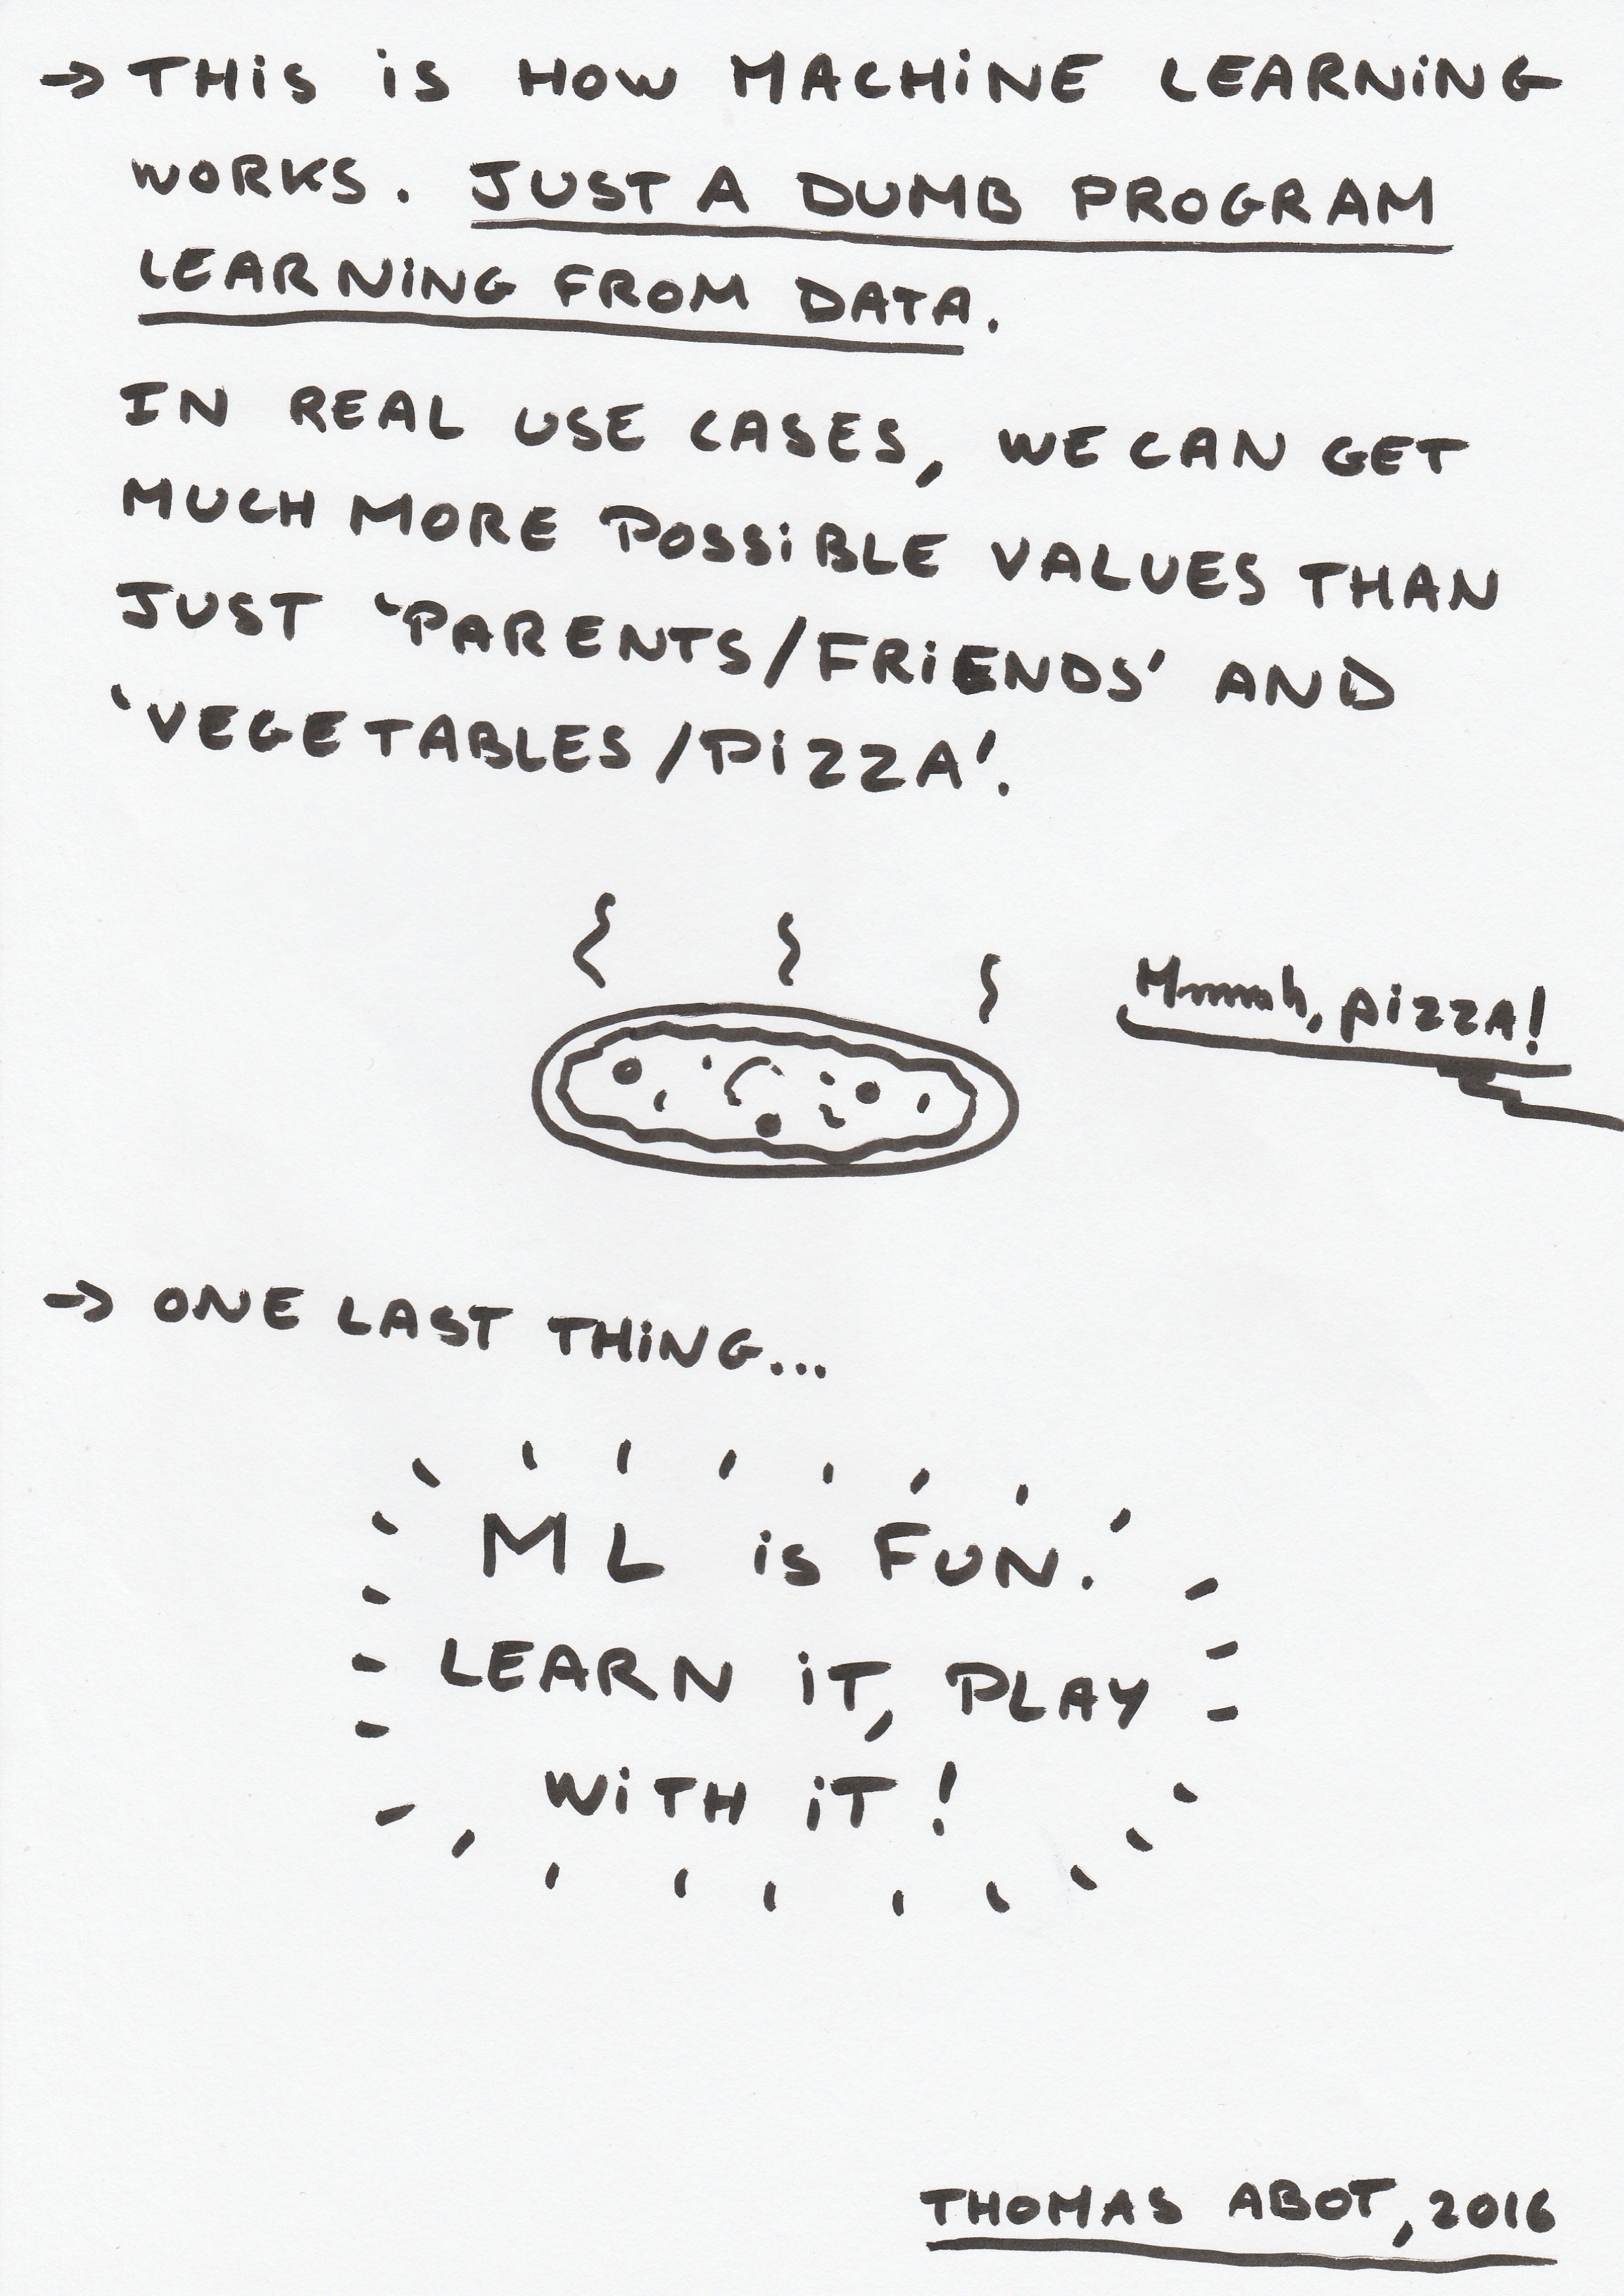 → THiS iS HOW MACHiNE LEARNiNG
WORKS. JUST A DUMB PROGRAM
LEARNiNG FROM DATA.
IN REAL USE CASES, WE CAN GET
MUCH MORE POSSiBLE VALUES THAN
JUST 'PARENTS/FRiENDS' AND
'VEGETABLES/PiZZA'.
Mmmmh, pizzA!
→ ONE LAST THiNG...
ML is FUN.
LEARN iT, PLAY
WiTH iT!
THOMAS ABOT, 2016